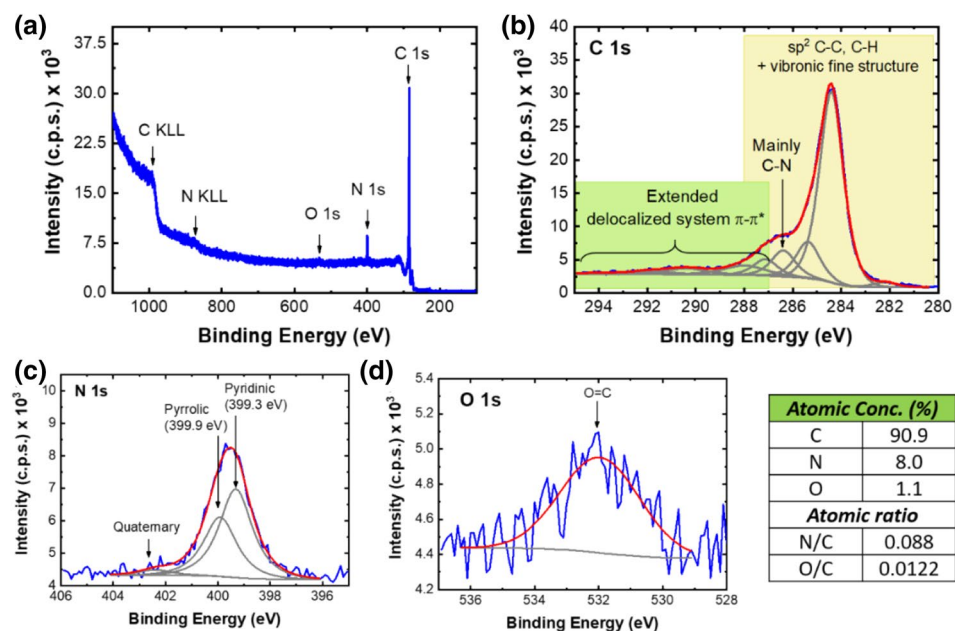 (a)
Intensity (c.p.s.) x 10³
37.5
30.0
22.5
15.0
7.5
0.0
C 1s
C KLL
N KLL
O 1s
N 1s
1000
800
600
400
200
Binding Energy (eV)
(b)
C 1s
Intensity (c.p.s.) x 10³
40
35
30
25
20
15
10
5
0
sp² C-C, C-H
+ vibronic fine structure
Mainly
C-N
Extended
delocalized system π-π*
294
292
290
288
286
284
282
280
Binding Energy (eV)
(c)
N 1s
Intensity (c.p.s.) x 10³
10
9
8
7
6
5
4
Pyridinic
(399.3 eV)
Pyrrolic
(399.9 eV)
Quaternary
406
404
402
400
398
396
Binding Energy (eV)
(d)
O 1s
Intensity (c.p.s.) x 10³
5.4
5.2
5.0
4.8
4.6
4.4
4.2
O=C
536
534
532
530
528
Binding Energy (eV)
Atomic Conc. (%)
C 90.9
N 8.0
O 1.1
Atomic ratio
N/C 0.088
O/C 0.0122